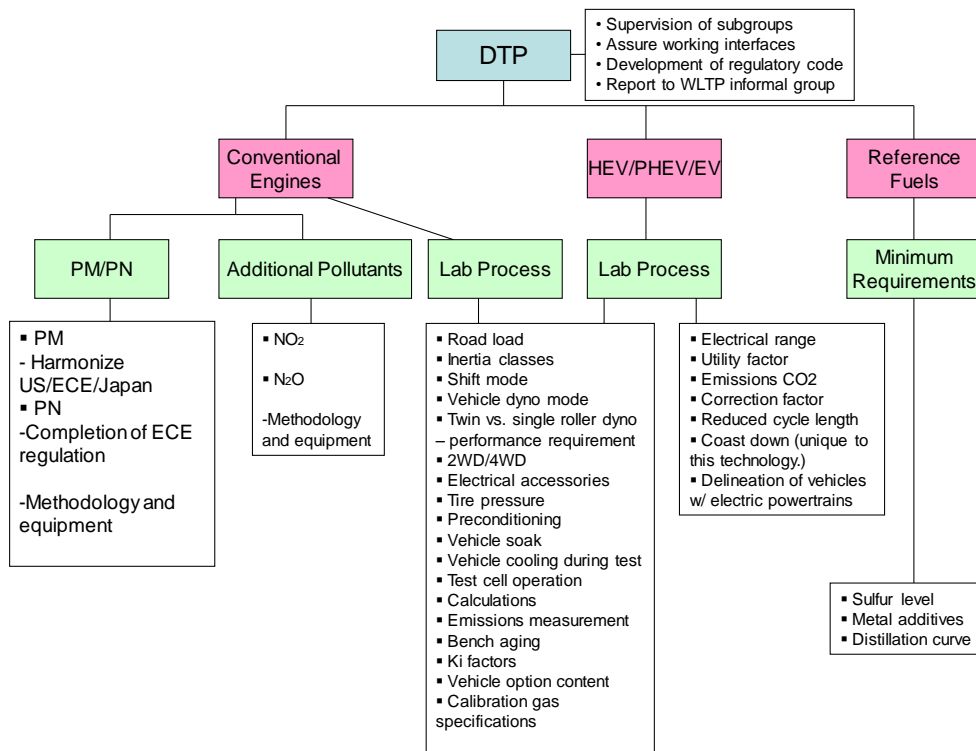 DTP
• Supervision of subgroups
• Assure working interfaces
• Development of regulatory code
• Report to WLTP informal group
Conventional
Engines
HEV/PHEV/EV
Reference
Fuels
PM/PN
Additional Pollutants
Lab Process
Lab Process
Minimum
Requirements
▪ PM
- Harmonize
US/ECE/Japan
▪ PN
-Completion of ECE
regulation
-Methodology and
equipment
▪ NO2
▪ N2O
-Methodology
and equipment
▪ Road load
▪ Inertia classes
▪ Shift mode
▪ Vehicle dyno mode
▪ Twin vs. single roller dyno
– performance requirement
▪ 2WD/4WD
▪ Electrical accessories
▪ Tire pressure
▪ Preconditioning
▪ Vehicle soak
▪ Vehicle cooling during test
▪ Test cell operation
▪ Calculations
▪ Emissions measurement
▪ Bench aging
▪ Ki factors
▪ Vehicle option content
▪ Calibration gas
specifications
▪ Electrical range
▪ Utility factor
▪ Emissions CO2
▪ Correction factor
▪ Reduced cycle length
▪ Coast down (unique to
this technology.)
▪ Delineation of vehicles
w/ electric powertrains
▪ Sulfur level
▪ Metal additives
▪ Distillation curve